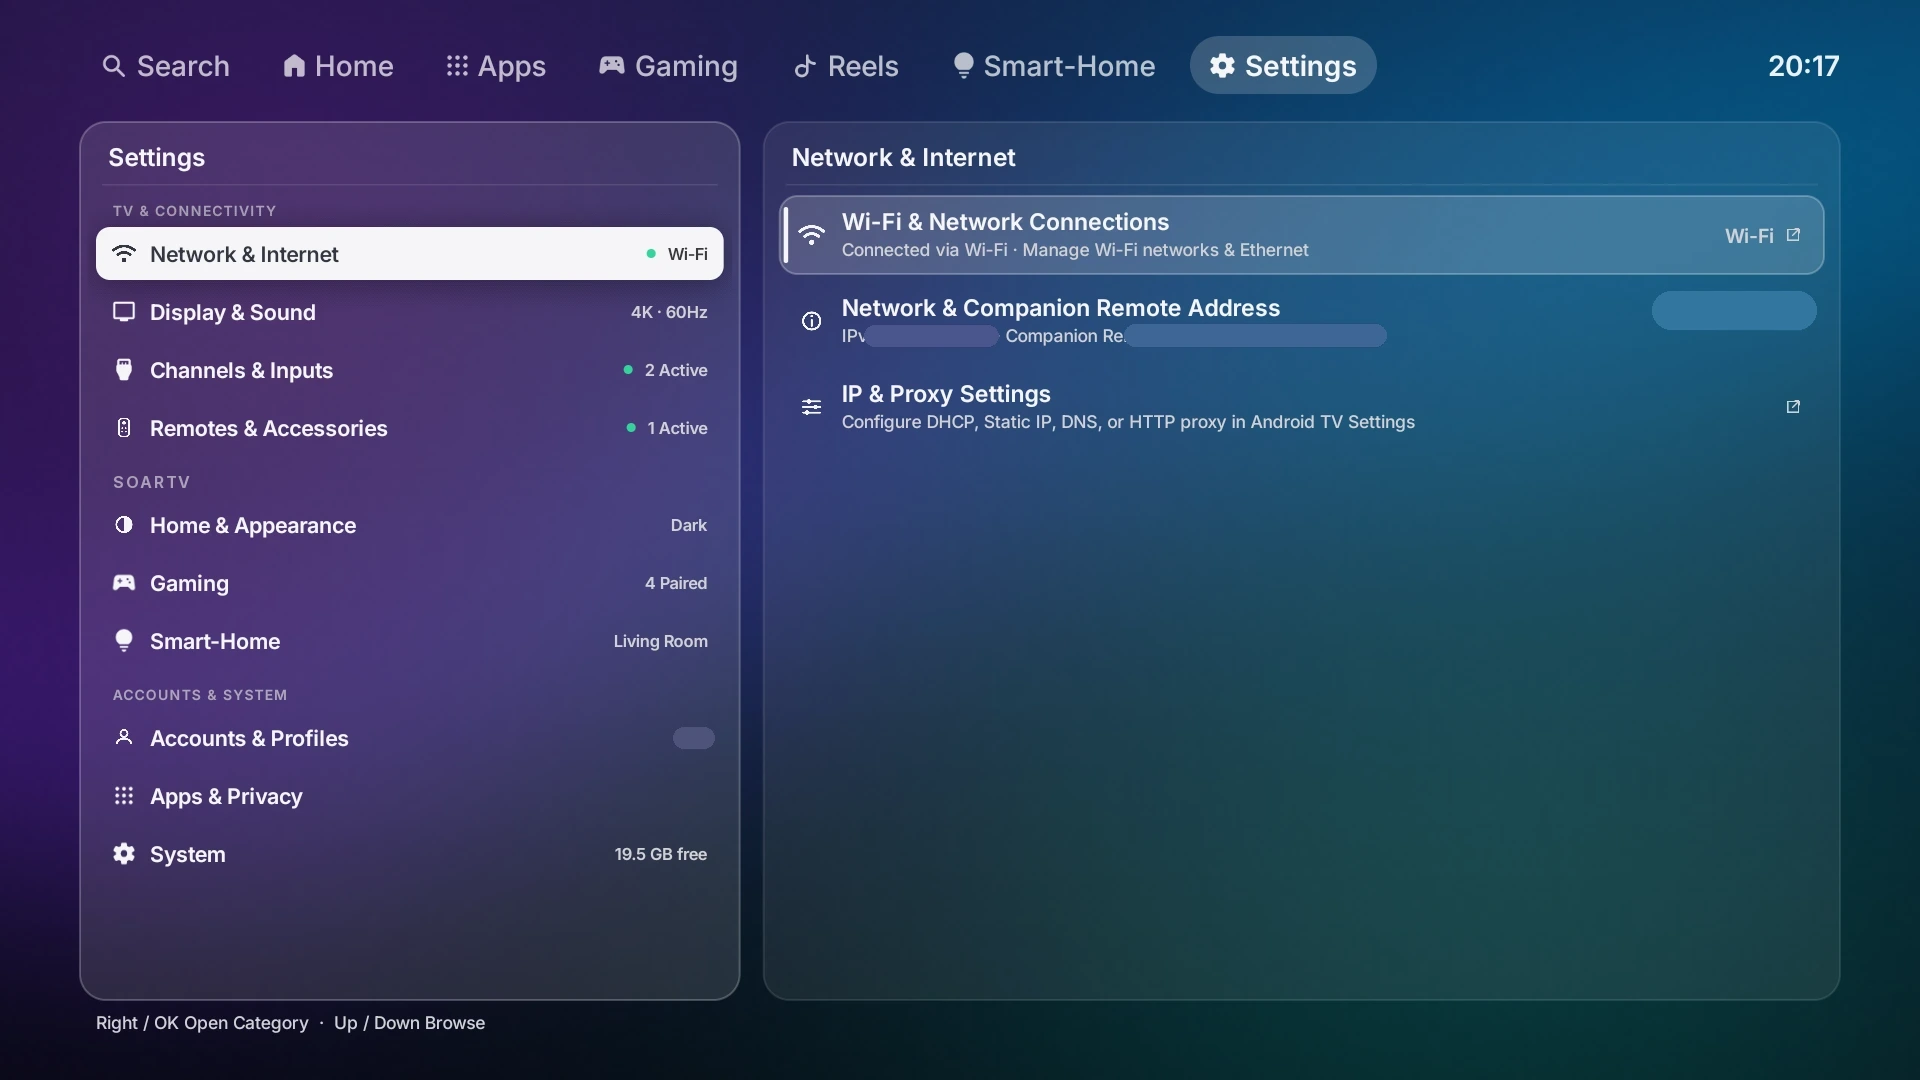 Search
Home
Apps
Gaming
Reels
Smart-Home
Settings
20:17
Settings
TV & CONNECTIVITY
Network & Internet
Wi-Fi
Display & Sound
4K · 60Hz
Channels & Inputs
2 Active
Remotes & Accessories
1 Active
SOARTV
Home & Appearance
Dark
Gaming
4 Paired
Smart-Home
Living Room
ACCOUNTS & SYSTEM
Accounts & Profiles
Apps & Privacy
System
19.5 GB free
Network & Internet
Wi-Fi & Network Connections
Connected via Wi-Fi · Manage Wi-Fi networks & Ethernet
Wi-Fi
Network & Companion Remote Address
Companion
IP & Proxy Settings
Configure DHCP, Static IP, DNS, or HTTP proxy in Android TV Settings
Right / OK Open Category · Up / Down Browse